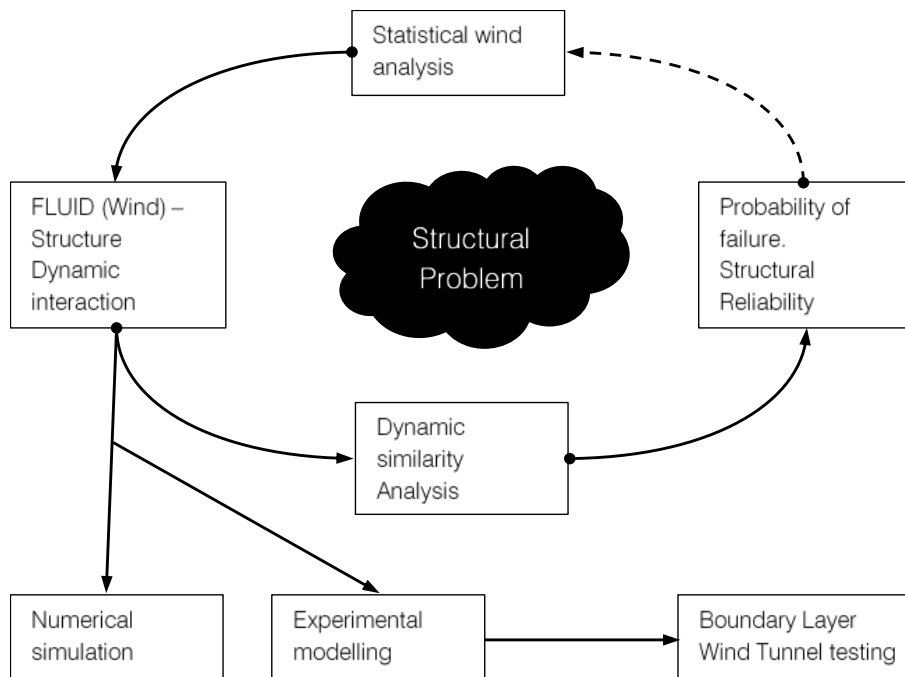 Statistical wind
analysis
FLUID (Wind) –
Structure
Dynamic
interaction
Structural
Problem
Probability of
failure.
Structural
Reliability
Dynamic
similarity
Analysis
Numerical
simulation
Experimental
modelling
Boundary Layer
Wind Tunnel testing